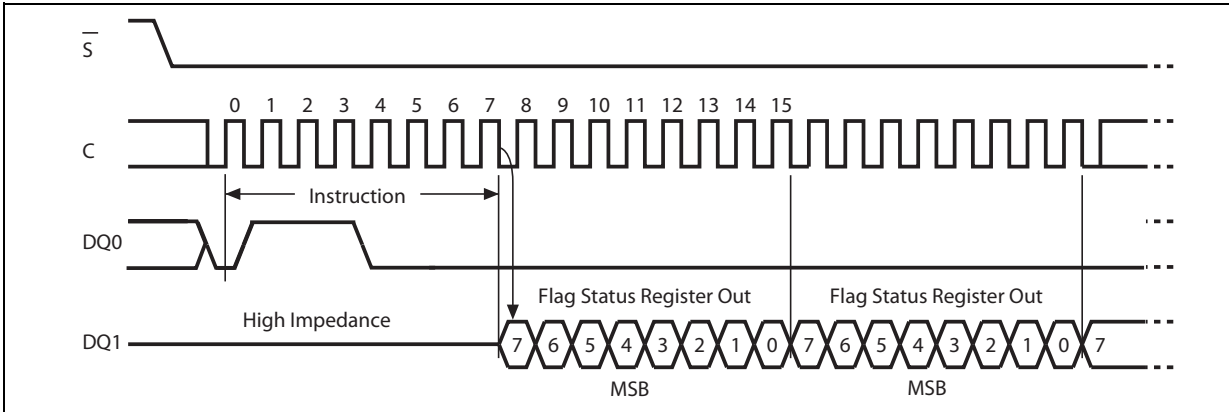 S
0 1 2 3 4 5 6 7 8 9 10 11 12 13 14 15
C
Instruction
DQ0
Flag Status Register Out Flag Status Register Out
High Impedance
DQ1 7 6 5 4 3 2 1 0 7 6 5 4 3 2 1 0 7
MSB MSB